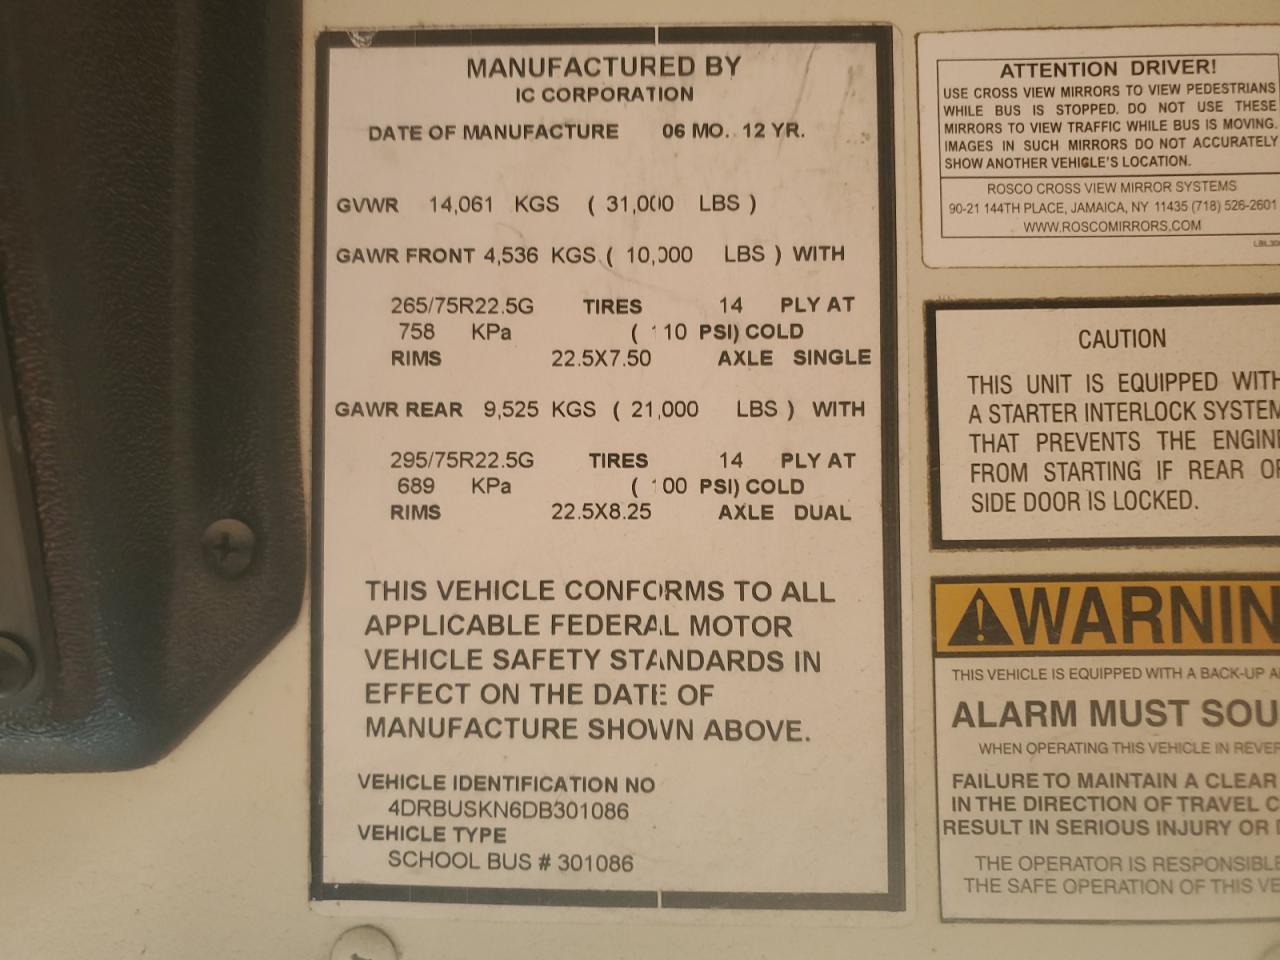 MANUFACTURED BY
IC CORPORATION
DATE OF MANUFACTURE 06 MO. 12 YR.
GVWR 14,061 KGS ( 31,000 LBS )
GAWR FRONT 4,536 KGS ( 10,000 LBS ) WITH
265/75R22.5G TIRES 14 PLY AT
758 KPa ( 110 PSI) COLD
RIMS 22.5X7.50 AXLE SINGLE
GAWR REAR 9,525 KGS ( 21,000 LBS ) WITH
295/75R22.5G TIRES 14 PLY AT
689 KPa ( 100 PSI) COLD
RIMS 22.5X8.25 AXLE DUAL
THIS VEHICLE CONFORMS TO ALL
APPLICABLE FEDERAL MOTOR
VEHICLE SAFETY STANDARDS IN
EFFECT ON THE DATE OF
MANUFACTURE SHOWN ABOVE.
VEHICLE IDENTIFICATION NO
4DRBUSKN6DB301086
VEHICLE TYPE
SCHOOL BUS # 301086
ATTENTION DRIVER!
USE CROSS VIEW MIRRORS TO VIEW PEDESTRIANS
WHILE BUS IS STOPPED. DO NOT USE THESE
MIRRORS TO VIEW TRAFFIC WHILE BUS IS MOVING.
IMAGES IN SUCH MIRRORS DO NOT ACCURATELY
SHOW ANOTHER VEHICLE'S LOCATION.
ROSCO CROSS VIEW MIRROR SYSTEMS
90-21 144TH PLACE, JAMAICA, NY 11435 (718) 526-2601
WWW.ROSCOMIRRORS.COM
CAUTION
THIS UNIT IS EQUIPPED WITH
A STARTER INTERLOCK SYSTEM
THAT PREVENTS THE ENGINE
FROM STARTING IF REAR O
SIDE DOOR IS LOCKED.
WARNIN
THIS VEHICLE IS EQUIPPED WITH A BACK-UP A
ALARM MUST SOU
WHEN OPERATING THIS VEHICLE IN REVER
FAILURE TO MAINTAIN A CLEAR
IN THE DIRECTION OF TRAVEL C
RESULT IN SERIOUS INJURY OR
THE OPERATOR IS RESPONSIBLE
THE SAFE OPERATION OF THIS VE